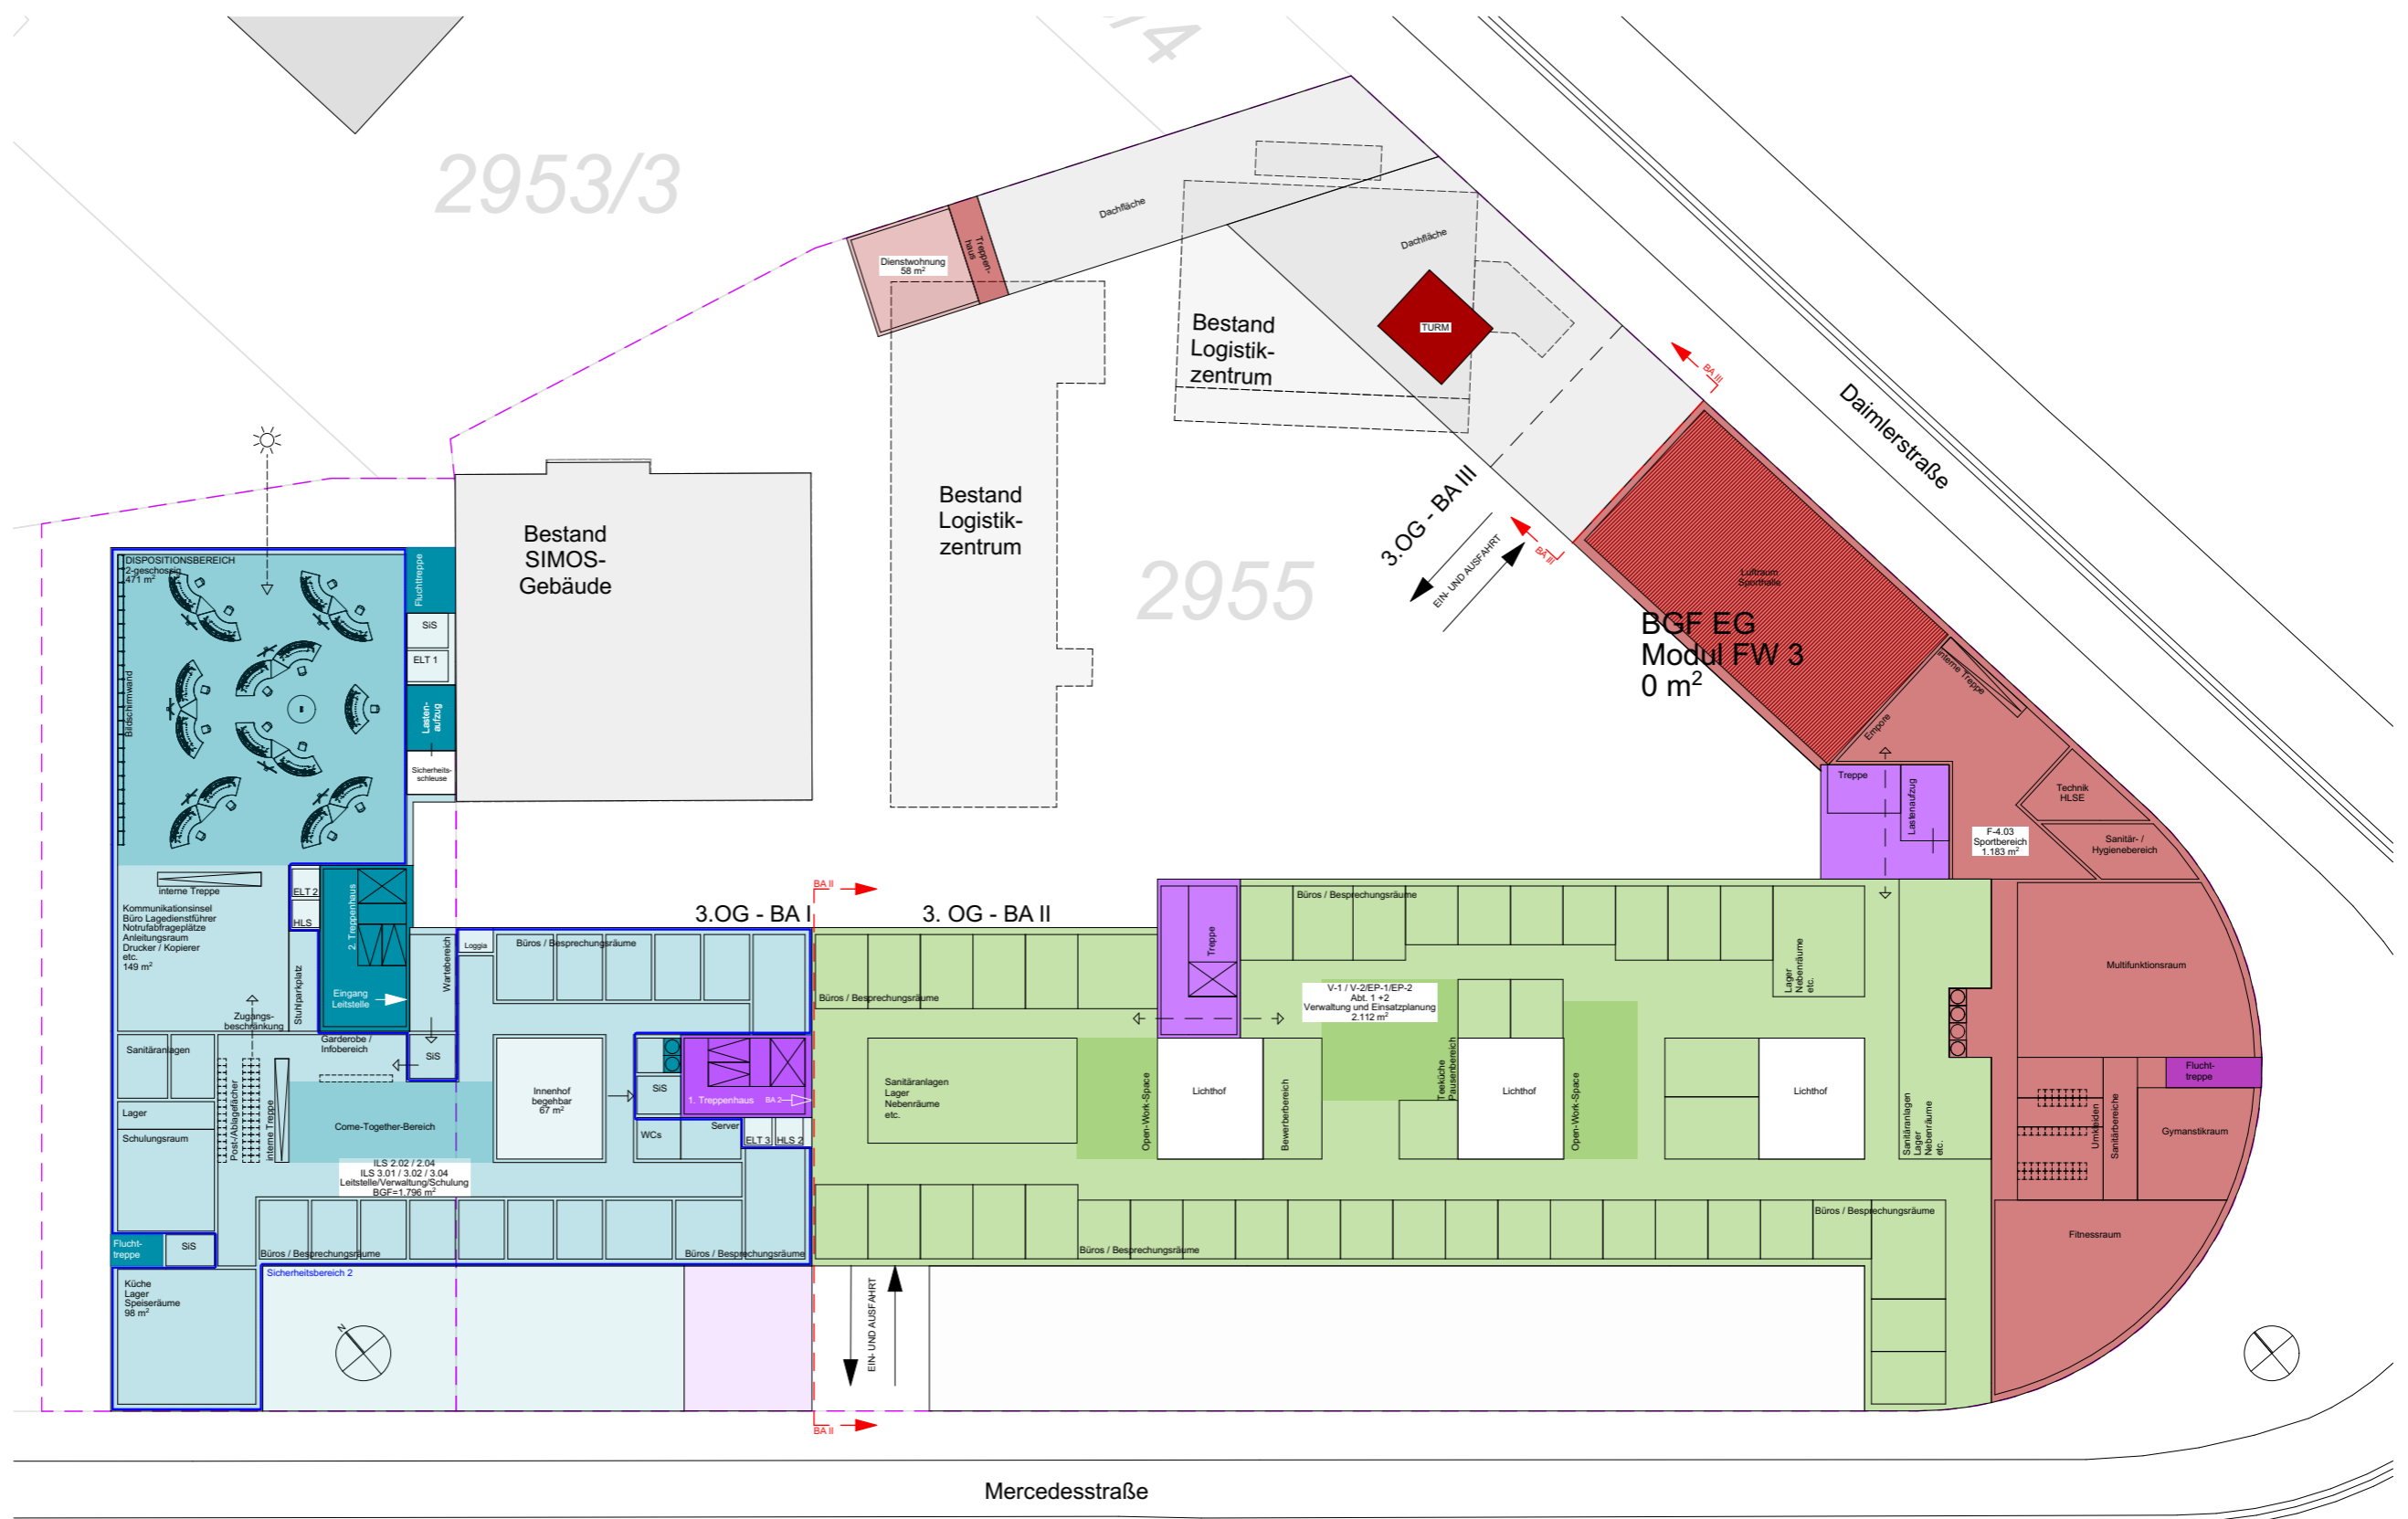 /4
2953/3
Dachfläche
Dachfläche
Treppen-
haus
Dienstwohnung
58 m²
TURM
Bestand
Logistik-
zentrum
BA III
Daimlerstraße
Bestand
Logistik-
zentrum
3.OG - BA III
EIN- UND AUSFAHRT
BA III
2955
Luftraum
Sporthalle
BGF EG
Modul FW 3
0 m²
interne Treppe
Empore
Treppe
Lastenaufzug
Technik
HLSE
F-4.03
Sportbereich
1.183 m²
Sanitär- /
Hygienebereich
Bestand
SIMOS-
Gebäude
DISPOSITIONSBEREICH
2-geschossig
471 m²
Bildschirmwand
Fluchttreppe
SiS
ELT 1
Lasten-
aufzug
Sicherheits-
schleuse
interne Treppe
ELT 2
HLS
Kommunikationsinsel
Büro Lagedienstführer
Notrufabfrageplätze
Anleitungsraum
Drucker / Kopierer
etc.
149 m²
Stuhlparkplatz
2. Treppenhaus
Eingang
Leitstelle
Wartebereich
Loggia
Büros / Besprechungsräume
3.OG - BA I
BA II
3. OG - BA II
Büros / Besprechungsräume
Treppe
Büros / Besprechungsräume
Lager
Nebenräume
etc.
V-1 / V-2/EP-1/EP-2
Abt. 1 +2
Verwaltung und Einsatzplanung
2.112 m²
Multifunktionsraum
Zugangs-
beschränkung
Sanitäranlagen
Garderobe /
Infobereich
SiS
Lager
Schulungsraum
Post-/Ablagefächer
interne Treppe
Come-Together-Bereich
Innenhof
begehbar
67 m²
SiS
1. Treppenhaus
BA 2
WCs
Server
ELT 3
HLS 2
ILS 2.02 / 2.04
ILS 3.01 / 3.02 / 3.04
Leitstelle/Verwaltung/Schulung
BGF=1.796 m²
Sanitäranlagen
Lager
Nebenräume
etc.
Open-Work-Space
Lichthof
Bewerberbereich
Teeküche
Pausenbereich
Lichthof
Open-Work-Space
Lichthof
Sanitäranlagen
Lager
Nebenräume
etc.
Flucht-
treppe
Umkleiden
Sanitärbereiche
Gymanstikraum
Fitnessraum
Flucht-
treppe
SiS
Büros / Besprechungsräume
Büros / Besprechungsräume
Büros / Besprechungsräume
Büros / Besprechungsräume
Sicherheitsbereich 2
Küche
Lager
Speiseräume
98 m²
N
EIN- UND AUSFAHRT
BA II
Mercedesstraße